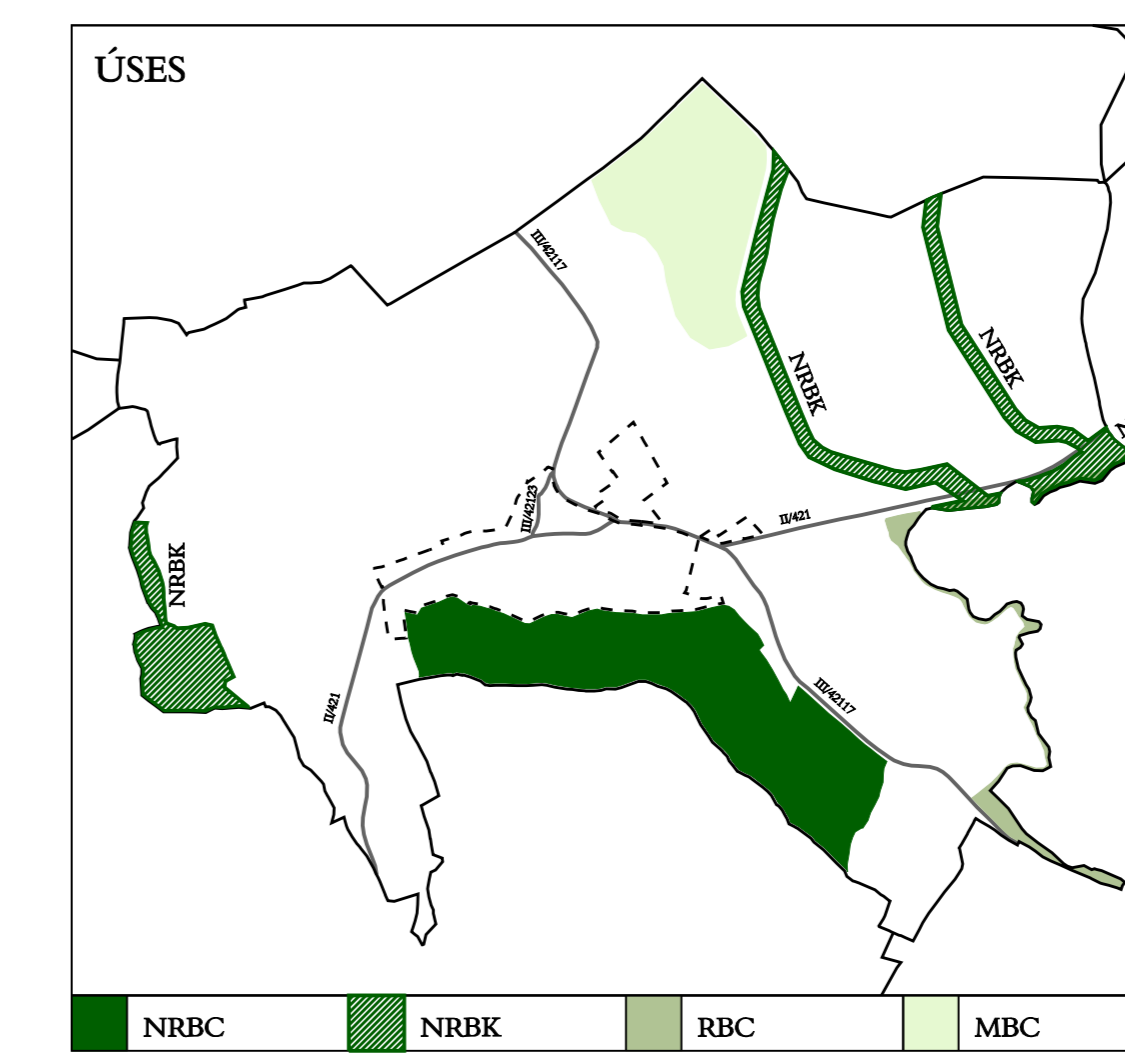 ÚSES
III/42117
NRBK
NRBK
III/42123
II/421
NRBK
II/421
III/42117
NRBC
NRBK
RBC
MBC